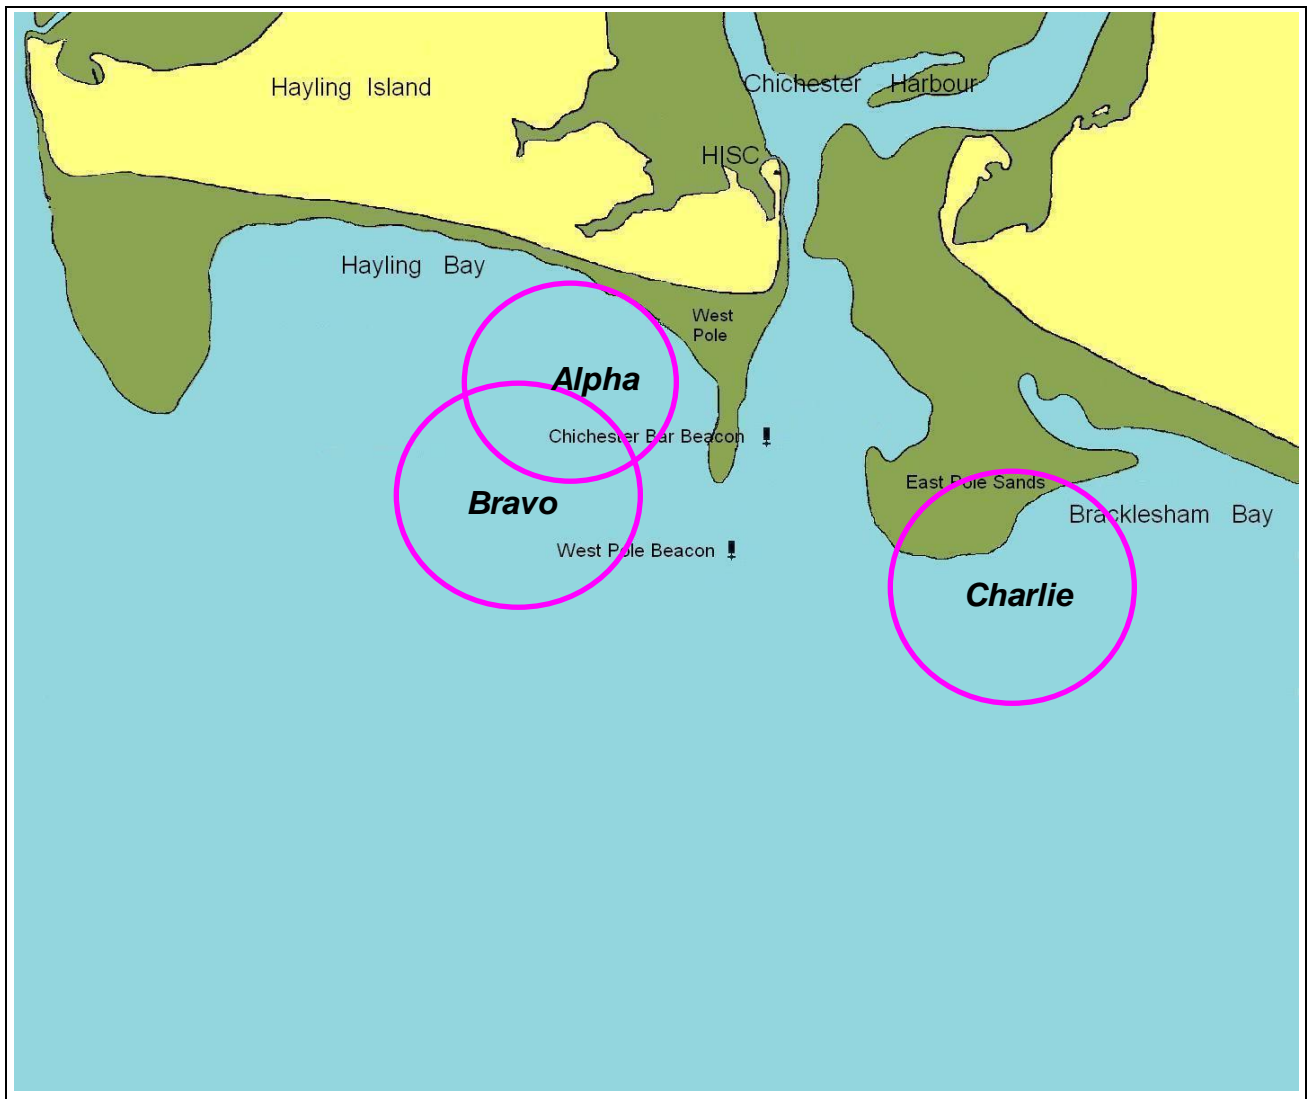 Hayling Island
Chichester Harbour
HISC
Hayling Bay
West
Pole
Alpha
Chichester Bar Beacon
East Pole Sands
Bravo
Bracklesham Bay
West Pole Beacon
Charlie